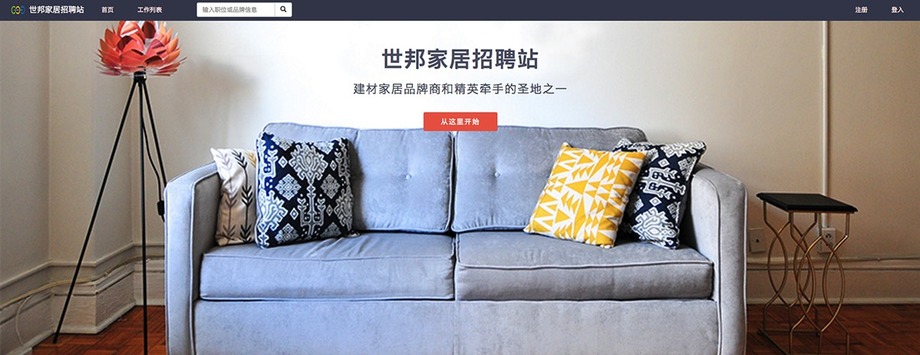 世邦家居招聘站 首页 工作列表 输入职位或品牌信息 注册 登入
世邦家居招聘站
建材家居品牌商和精英牵手的圣地之一
从这里开始